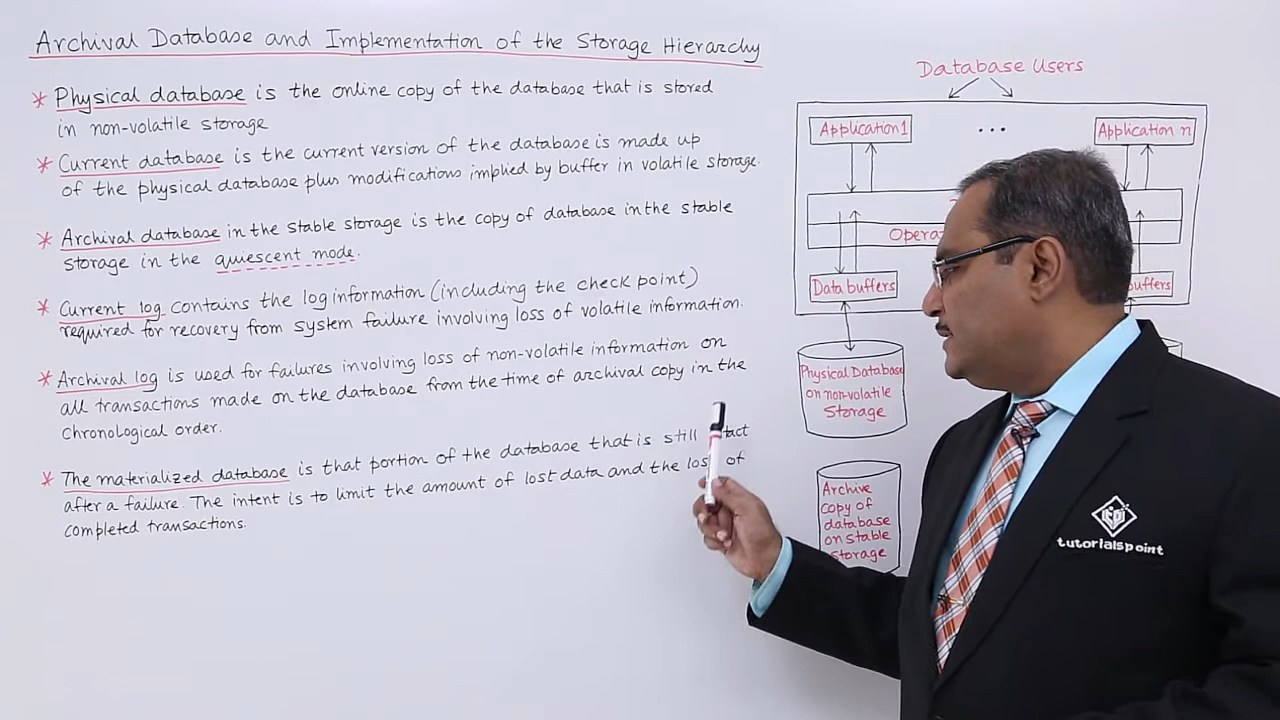 Archival Database and Implementation of the Storage Hierarchy
* Physical database is the online copy of the database that is stored
in non-volatile storage
* Current database is the current version of the database is made up
of the physical database plus modifications implied by buffer in volatile storage.
* Archival database in the stable storage is the copy of database in the stable
storage in the quiescent mode.
* Current log contains the log information (including the check point)
required for recovery from system failure involving loss of volatile information.
* Archival log is used for failures involving loss of non-volatile information on
all transactions made on the database from the time of archival copy in the
Chronological order.
* The materialized database is that portion of the database that is still
after a failure. The intent is to limit the amount of lost data and the loss of
completed transactions.
Database Users
Application 1
...
Application n
Data buffers
Physical Database
on non-volatile
Storage
Archive
copy of
database
on stable
storage
tutorialspoint